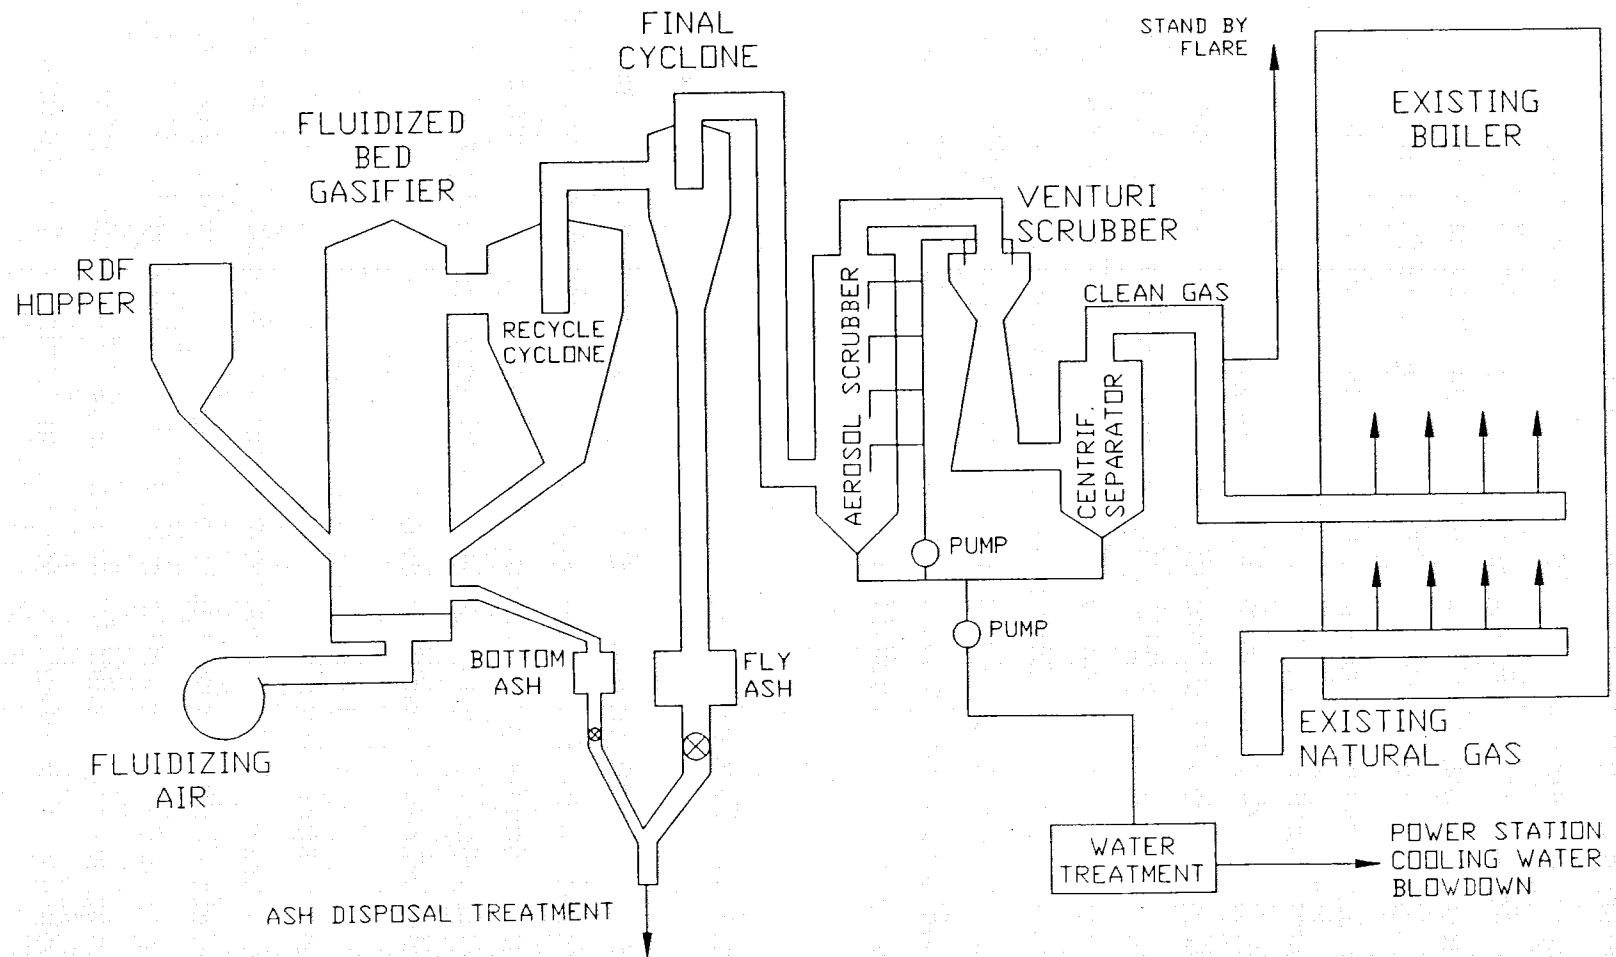 FINAL
CYCLONE
STAND BY
FLARE
EXISTING
BOILER
FLUIDIZED
BED
GASIFIER
VENTURI
SCRUBBER
RDF
HOPPER
CLEAN GAS
RECYCLE
CYCLONE
AEROSOL SCRUBBER
CENTRIF.
SEPARATOR
PUMP
PUMP
BOTTOM
ASH
FLY
ASH
EXISTING
NATURAL GAS
FLUIDIZING
AIR
WATER
TREATMENT
POWER STATION
COOLING WATER
BLOWDOWN
ASH DISPOSAL TREATMENT